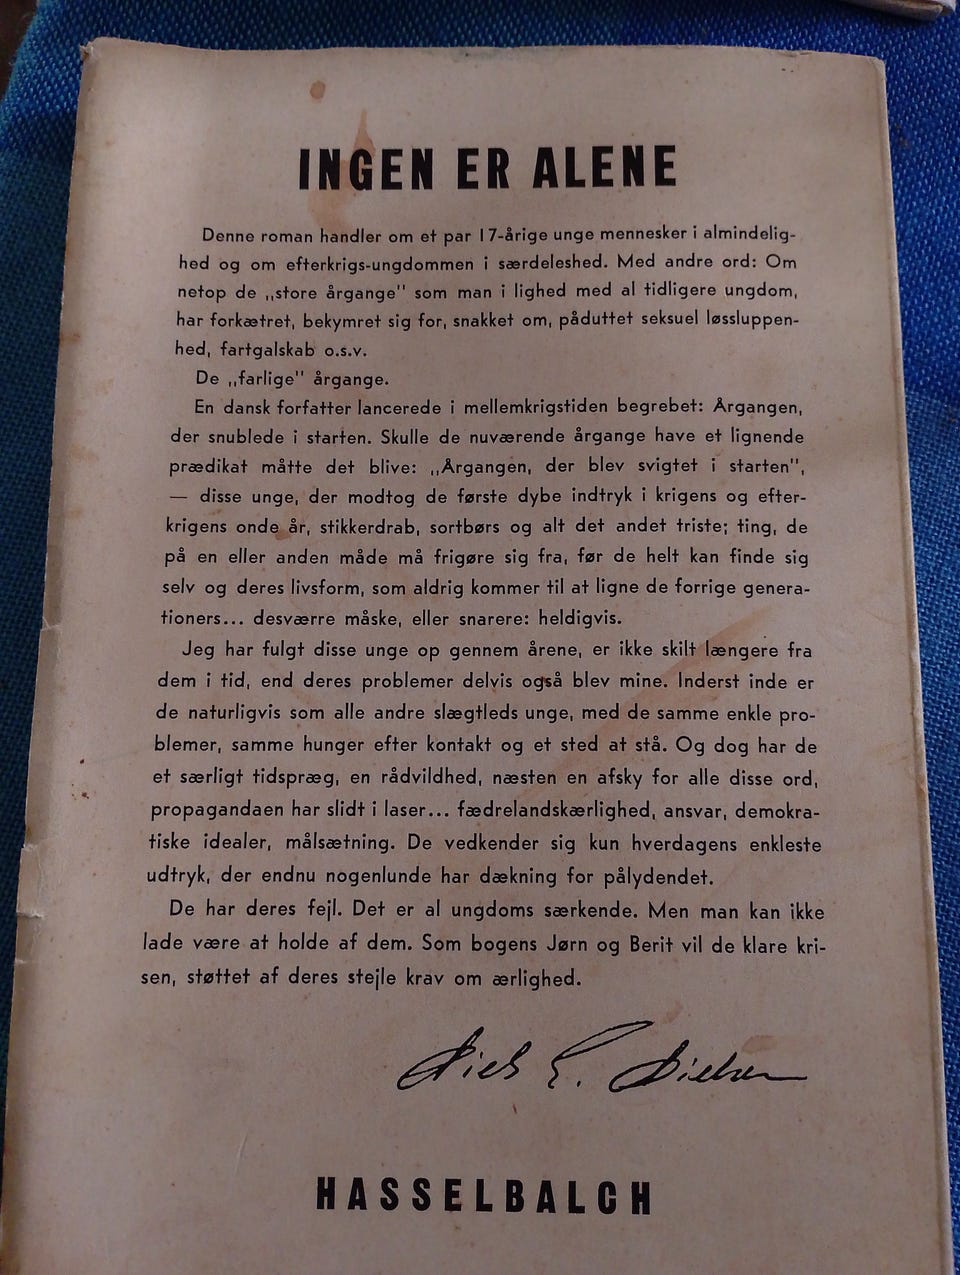 INGEN ER ALENE
Denne roman handler om et par 17-årige unge mennesker i almindelig-
hed og om efterkrigs-ungdommen i særdeleshed. Med andre ord: Om
netop de „store årgange" som man i lighed med al tidligere ungdom,
har forkætret, bekymret sig for, snakket om, påduttet seksuel løssluppen-
hed, fartgalskab o.s.v.
De „farlige" årgange.
En dansk forfatter lancerede i mellemkrigstiden begrebet: Årgangen,
der snublede i starten. Skulle de nuværende årgange have et lignende
prædikat måtte det blive: „Årgangen, der blev svigtet i starten",
— disse unge, der modtog de første dybe indtryk i krigens og efter-
krigens onde år, stikkerdrab, sortbørs og alt det andet triste; ting, de
på en eller anden måde må frigøre sig fra, før de helt kan finde sig
selv og deres livsform, som aldrig kommer til at ligne de forrige genera-
tioners... desværre måske, eller snarere: heldigvis.
Jeg har fulgt disse unge op gennem årene, er ikke skilt længere fra
dem i tid, end deres problemer delvis også blev mine. Inderst inde er
de naturligvis som alle andre slægtleds unge, med de samme enkle pro-
blemer, samme hunger efter kontakt og et sted at stå. Og dog har de
et særligt tidspræg, en rådvildhed, næsten en afsky for alle disse ord,
propagandaen har slidt i laser... fædrelandskærlighed, ansvar, demokra-
tiske idealer, målsætning. De vedkender sig kun hverdagens enkleste
udtryk, der endnu nogenlunde har dækning for pålydendet.
De har deres fejl. Det er al ungdoms særkende. Men man kan ikke
lade være at holde af dem. Som bogens Jørn og Berit vil de klare kri-
sen, støttet af deres stejle krav om ærlighed.
Niels E. Nielsen
HASSELBALCH